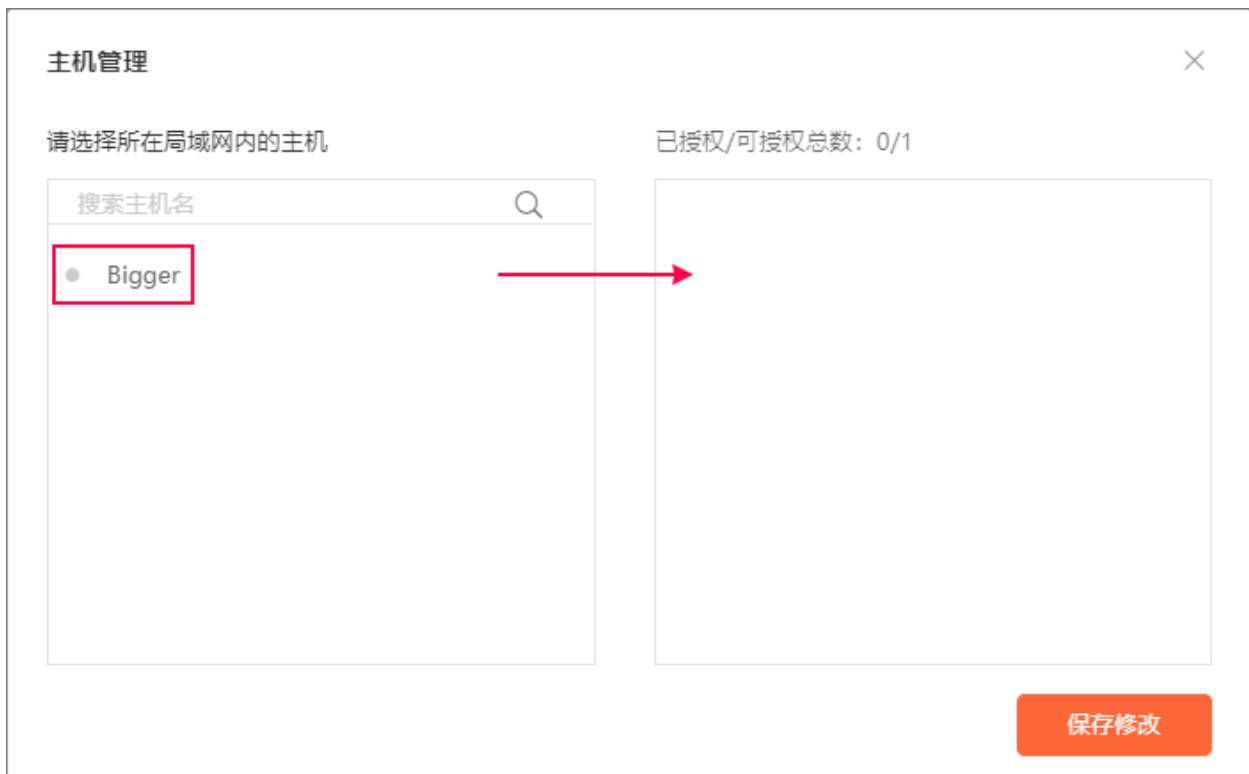 主机管理
请选择所在局域网内的主机
已授权/可授权总数：0/1
搜索主机名
Bigger
保存修改